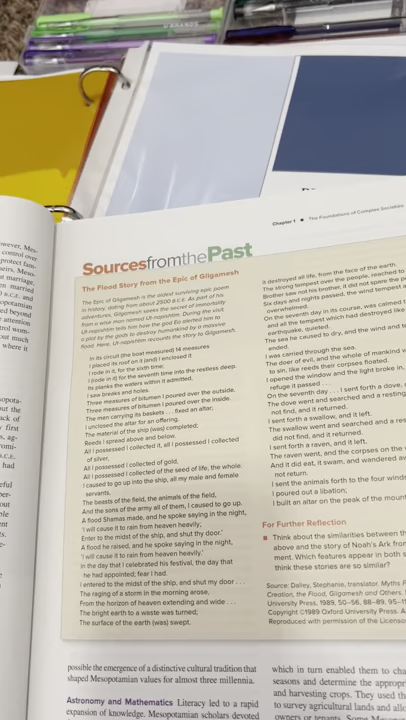 Chapter 1 ■ The Foundations of Complex Societies
SourcesfromthePast
The Flood Story from the Epic of Gilgamesh
The Epic of Gilgamesh is the oldest surviving epic poem
in history, dating from about 2500 B.C.E. As part of his
adventures, Gilgamesh seeks the secret of immortality
from a wise man named Ut-napishtim. During the visit,
Ut-napishtim tells him how the god Ea alerted him to
a plot by the gods to destroy humankind by a massive
flood. Here, Ut-napishtim recounts the story to Gilgamesh.
In its circuit (the boat measured) 14 measures
I placed its roof on it (and) I enclosed it
I rode in it, for the sixth time;
I [rode in it] for the seventh time into the restless deep.
Its planks the waters within it admitted,
I saw breaks and holes
Three measures of bitumen I poured over the outside.
Three measures of bitumen I poured over the inside.
The men carrying its baskets . . . fixed an altar;
I unclosed the altar for an offering.
The material of the ship (was) completed;
Reeds I spread above and below.
All I possessed I collected it, all I possessed I collected
of silver,
All I possessed I collected of gold,
All I possessed I collected of the seed of life, the whole.
I caused to go up into the ship, all my male and female
servants,
The beasts of the field, the animals of the field,
And the sons of the army all of them, I caused to go up.
A flood Shamas made, and he spoke saying in the night,
'I will cause it to rain from heaven heavily;
Enter to the midst of the ship, and shut thy door.'
A flood he raised, and he spoke saying in the night,
'I will cause it to rain from heaven heavily.'
In the day that I celebrated his festival, the day that
he had appointed; fear I had.
I entered to the midst of the ship, and shut my door . . .
The raging of a storm in the morning arose,
From the horizon of heaven extending and wide . . .
The bright earth to a waste was turned;
The surface of the earth (was) swept.
it destroyed all life, from the face of the earth.
The strong tempest over the people, reached to
Brother saw not his brother, it did not spare the
Six days and nights passed, the wind tempest
overwhelmed.
On the seventh day in its course, was calmed
and all the tempest which had destroyed like
earthquake, quieted.
The sea he caused to dry, and the wind and
ended.
I was carried through the sea.
The doer of evil, and the whole of mankind
to sin, like reeds their corpses floated.
I opened the window and the light broke in,
refuge it passed . . .
On the seventh day . . . I sent forth a dove,
The dove went and searched and a resting
not find, and it returned.
I sent forth a swallow, and it left.
The swallow went and searched and a
did not find, and it returned.
I sent forth a raven, and it left.
The raven went, and the corpses on the
And it did eat, it swam, and wandered
not return.
I sent the animals forth to the four
I poured out a libation;
I built an altar on the peak of the
For Further Reflection
■ Think about the similarities between
above and the story of Noah's Ark
ment. Which features appear in both
think these stories are so similar?
Source: Dalley, Stephanie, translator. Myths
Creation, the Flood, Gilgamesh and Others.
University Press, 1989, 50–56, 88–89, 95–
Copyright ©1989 Oxford University Press.
Reproduced with permission of the
possible the emergence of a distinctive cultural tradition that
shaped Mesopotamian values for almost three millennia.
Astronomy and Mathematics Literacy led to a rapid
expansion of knowledge. Mesopotamian scholars devoted
which in turn enabled them to
seasons and determine the
and harvesting crops. They used
to survey agricultural lands and
owners or tenants. Some